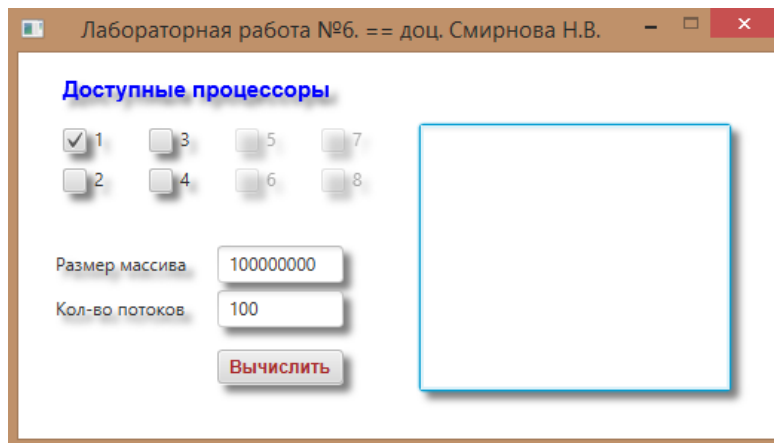 Лабораторная работа №6. == доц. Смирнова Н.В.
Доступные процессоры
1 3 5 7
2 4 6 8
Размер массива 100000000
Кол-во потоков 100
Вычислить